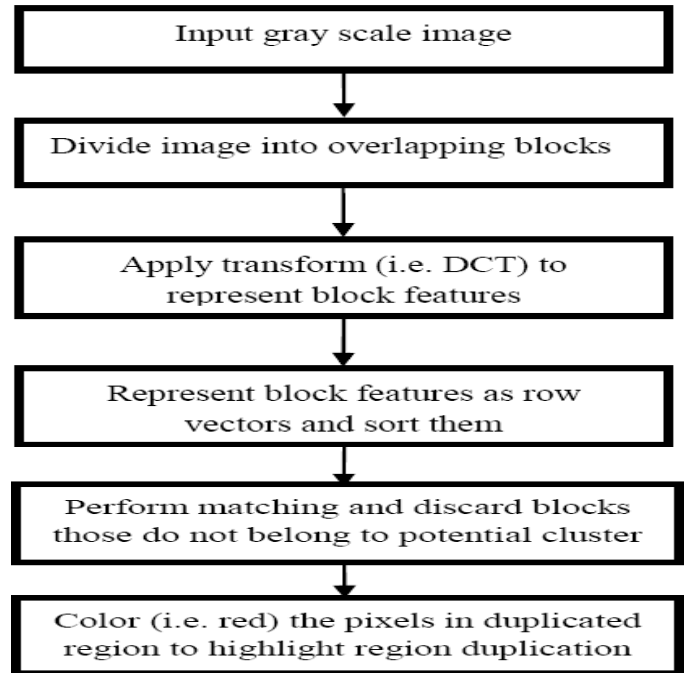 Input gray scale image
Divide image into overlapping blocks
Apply transform (i.e. DCT) to
represent block features
Represent block features as row
vectors and sort them
Perform matching and discard blocks
those do not belong to potential cluster
Color (i.e. red) the pixels in duplicated
region to highlight region duplication